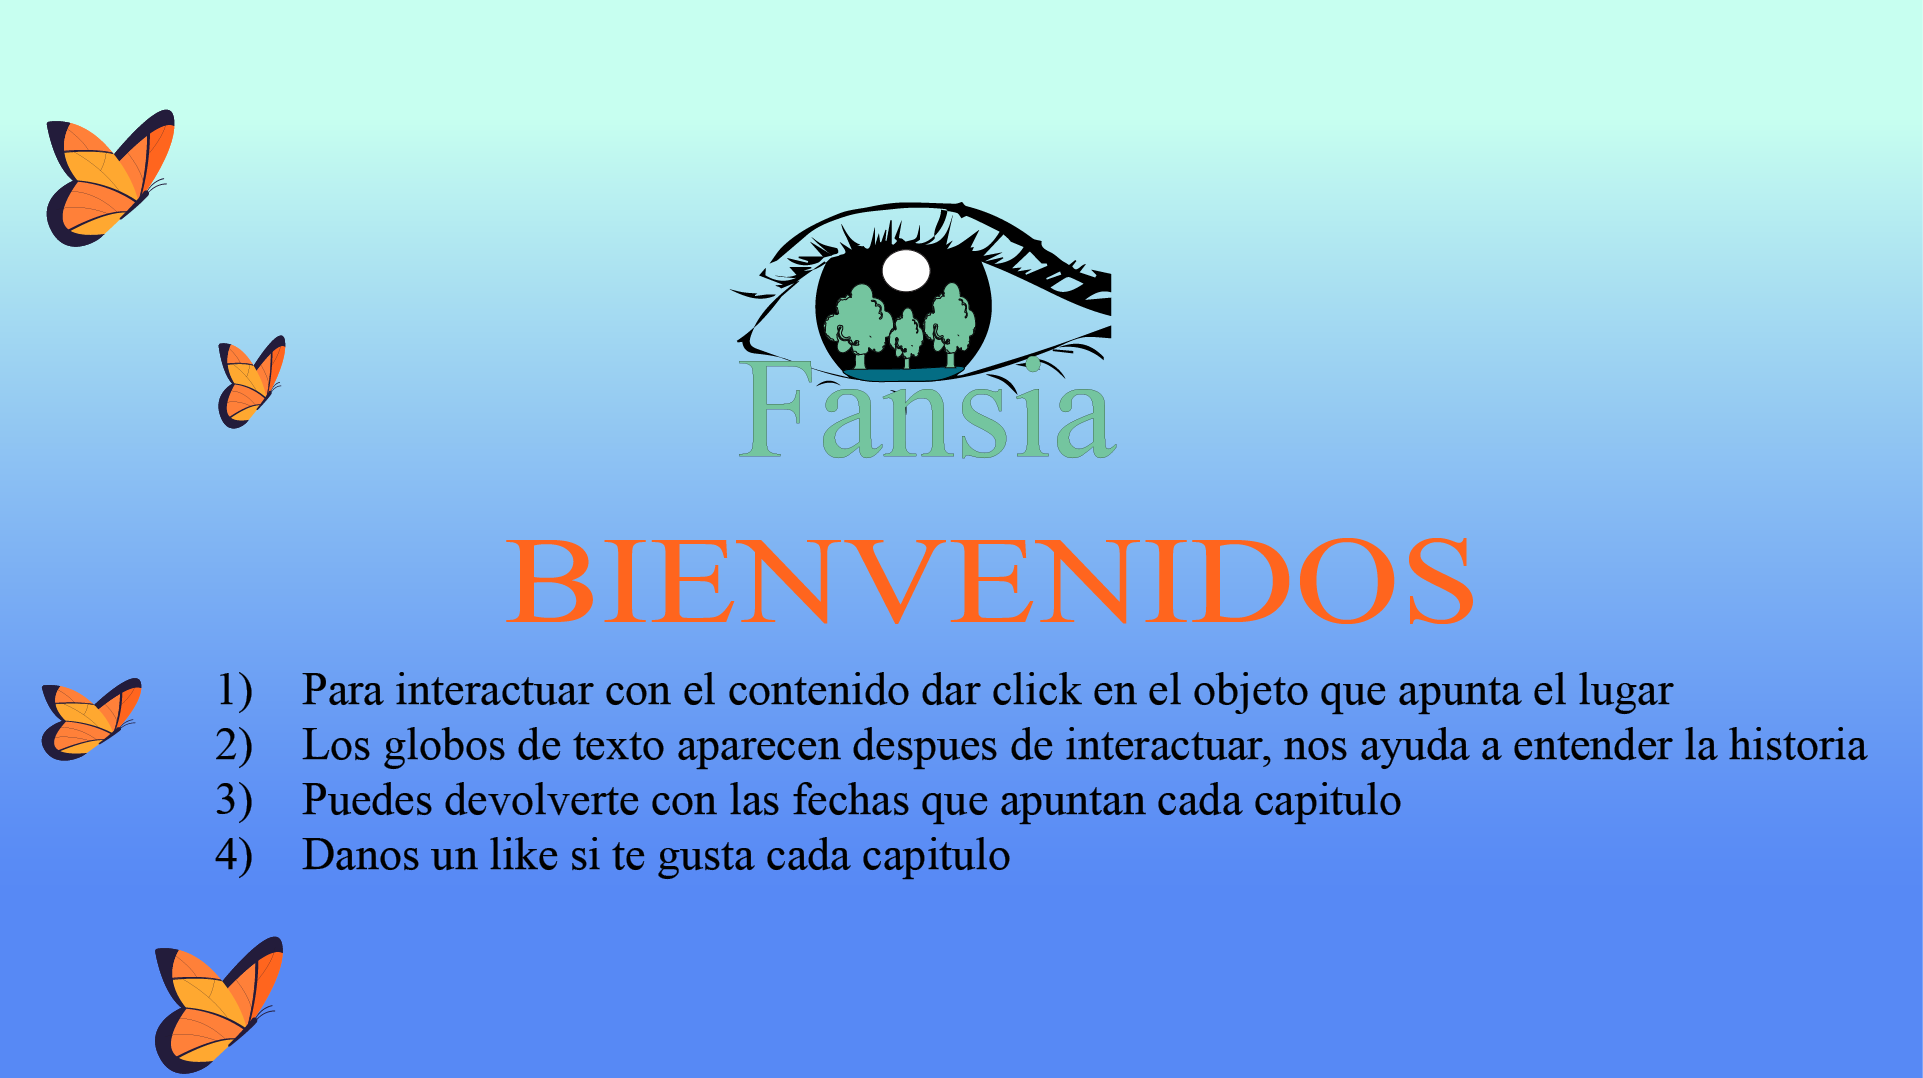 Fansia
BIENVENIDOS
1) Para interactuar con el contenido dar click en el objeto que apunta el lugar
2) Los globos de texto aparecen despues de interactuar, nos ayuda a entender la historia
3) Puedes devolverte con las fechas que apuntan cada capitulo
4) Danos un like si te gusta cada capitulo